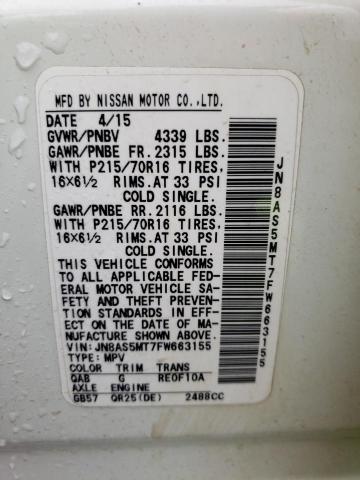 MFD BY NISSAN MOTOR CO.,LTD.
DATE 4/15
GVWR/PNBV 4339 LBS.
GAWR/PNBE FR. 2315 LBS.
WITH P215/70R16 TIRES,
16X6½ RIMS. AT 33 PSI
COLD SINGLE.
GAWR/PNBE RR. 2116 LBS.
WITH P215/70R16 TIRES,
16X6½ RIMS. AT 33 PSI
COLD SINGLE.
THIS VEHICLE CONFORMS
TO ALL APPLICABLE FED-
ERAL MOTOR VEHICLE SA-
FETY AND THEFT PREVEN-
TION STANDARDS IN EFF-
ECT ON THE DATE OF MA-
NUFACTURE SHOWN ABOVE.
VIN: JN8AS5MT7FW663155
TYPE: MPV
COLOR TRIM TRANS
QAB G RE0F10A
AXLE ENGINE
GB57 QR25(DE) 2488CC
JN8AS5MT7FW663155